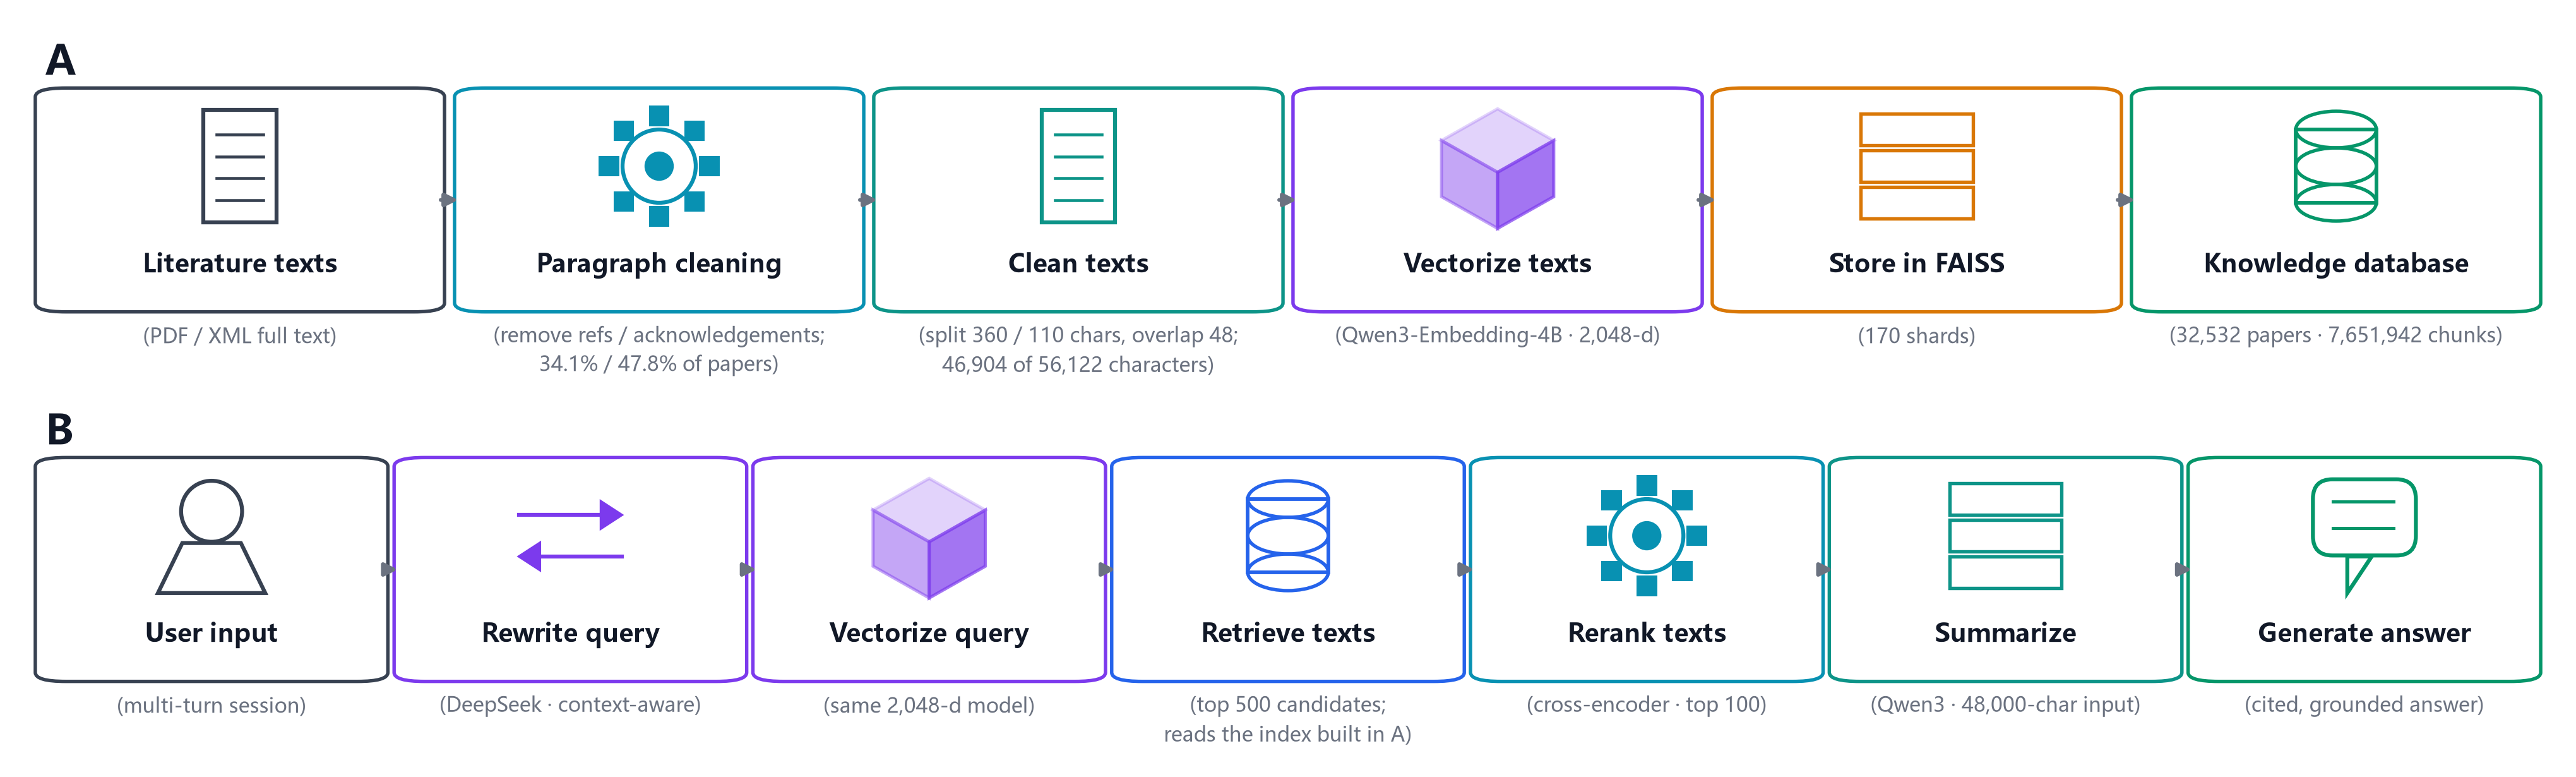 A
Literature texts
(PDF / XML full text)
Paragraph cleaning
(remove refs / acknowledgements;
34.1% / 47.8% of papers)
Clean texts
(split 360 / 110 chars, overlap 48;
46,904 of 56,122 characters)
Vectorize texts
(Qwen3-Embedding-4B · 2,048-d)
Store in FAISS
(170 shards)
Knowledge database
(32,532 papers · 7,651,942 chunks)
B
User input
(multi-turn session)
Rewrite query
(DeepSeek · context-aware)
Vectorize query
(same 2,048-d model)
Retrieve texts
(top 500 candidates;
reads the index built in A)
Rerank texts
(cross-encoder · top 100)
Summarize
(Qwen3 · 48,000-char input)
Generate answer
(cited, grounded answer)